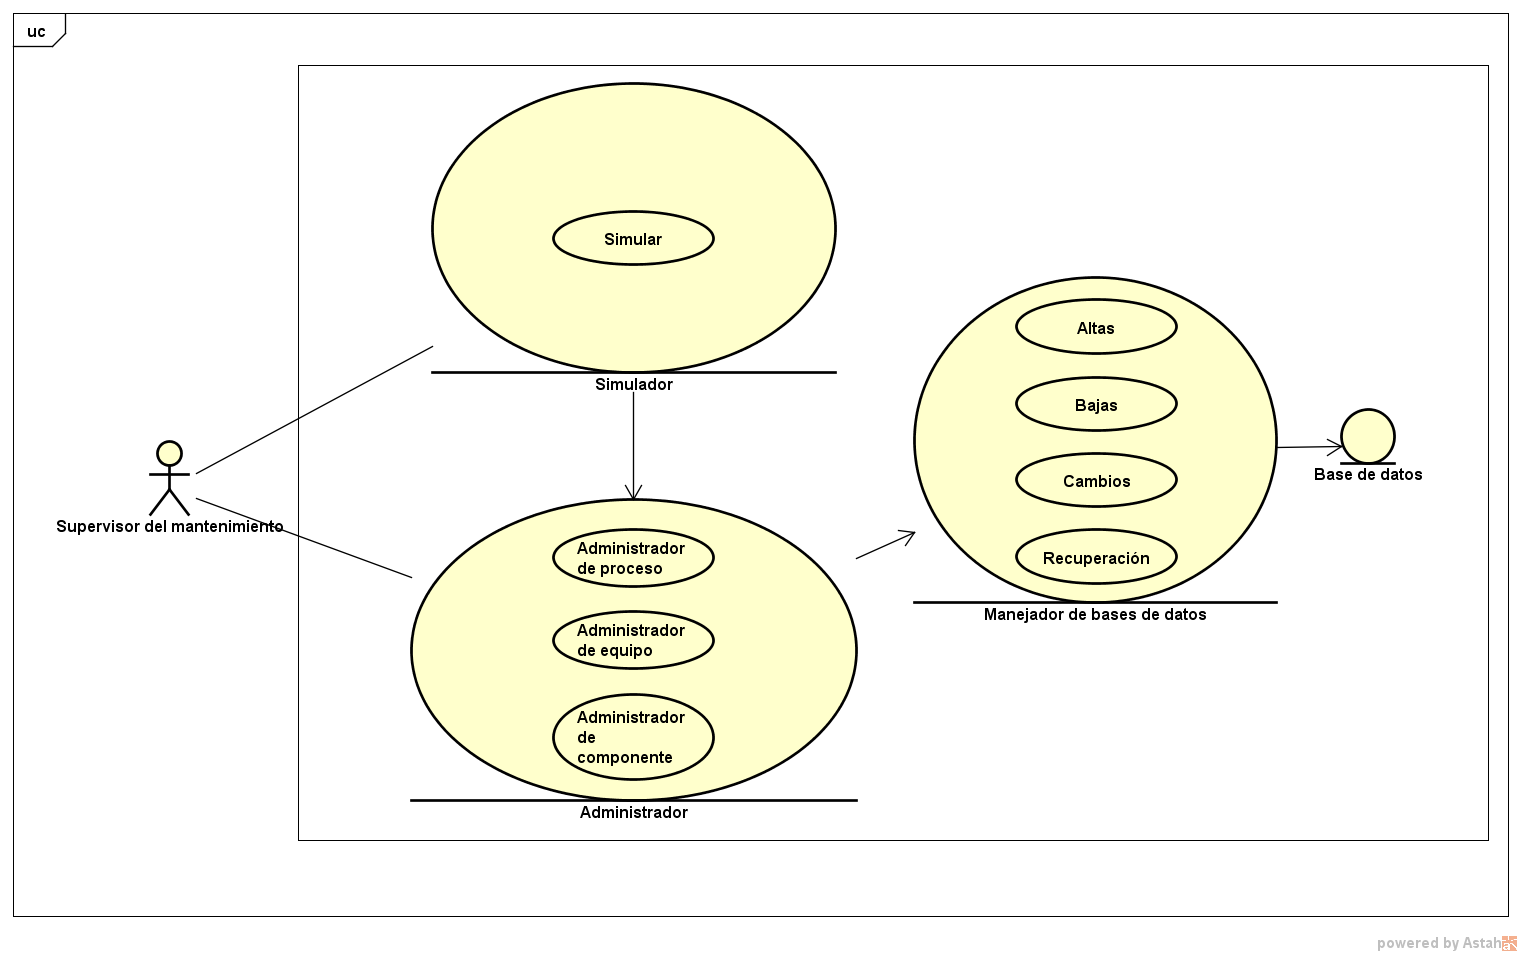 uc
Simular
Simulador
Supervisor del mantenimiento
Administrador
de proceso
Administrador
de equipo
Administrador
de
componente
Administrador
Altas
Bajas
Cambios
Recuperación
Manejador de bases de datos
Base de datos
powered by Astah